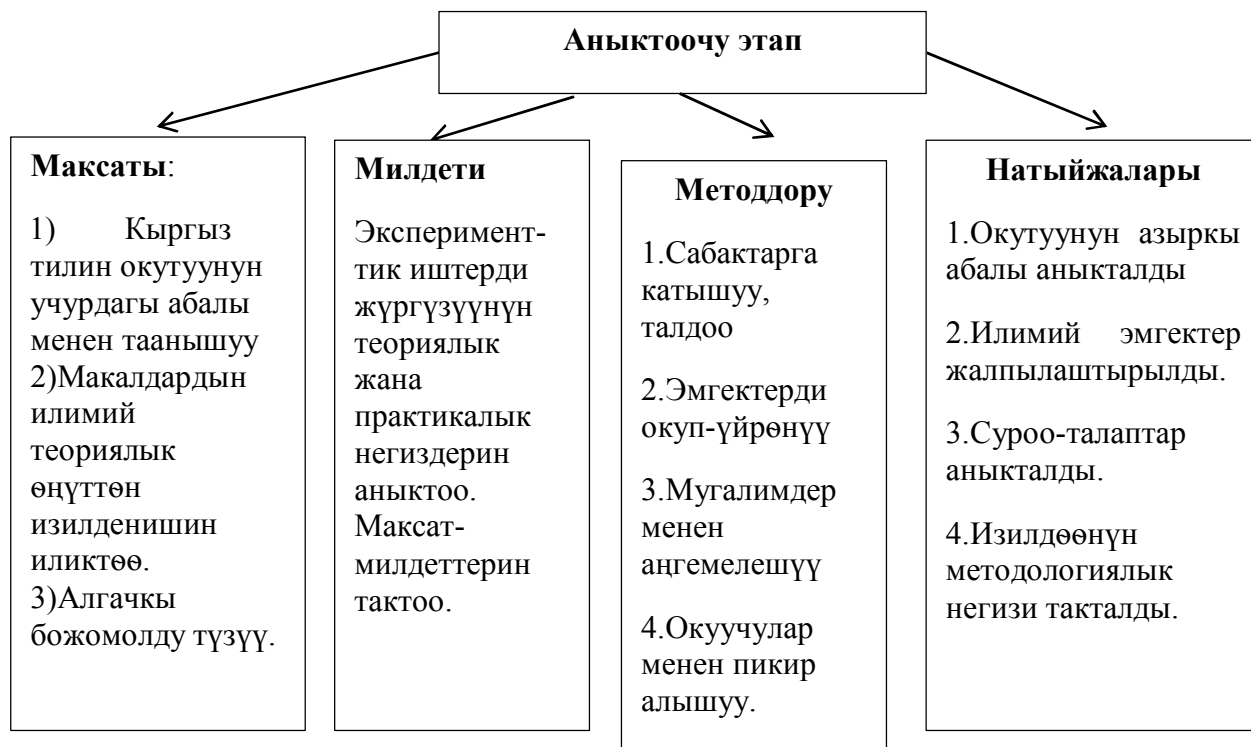 Аныктоочу этап
Максаты:
1) Кыргыз
тилин окутуунун
учурдагы абалы
менен таанышуу
2)Макалдардын
илимий
теориялык
өңүттөн
изилденишин
иликтөө.
3)Алгачкы
божомолду түзүү.
Милдети
Эксперимент-
тик иштерди
жүргүзүүнүн
теориялык
жана
практикалык
негиздерин
аныктоо.
Максат-
милдеттерин
тактоо.
Методдору
1.Сабактарга
катышуу,
талдоо
2.Эмгектерди
окуп-үйрөнүү
3.Мугалимдер
менен
аңгемелешүү
4.Окуучулар
менен пикир
алышуу.
Натыйжалары
1.Окутуунун азыркы
абалы аныкталды
2.Илимий эмгектер
жалпылаштырылды.
3.Суроо-талаптар
аныкталды.
4.Изилдөөнүн
методологиялык
негизи такталды.